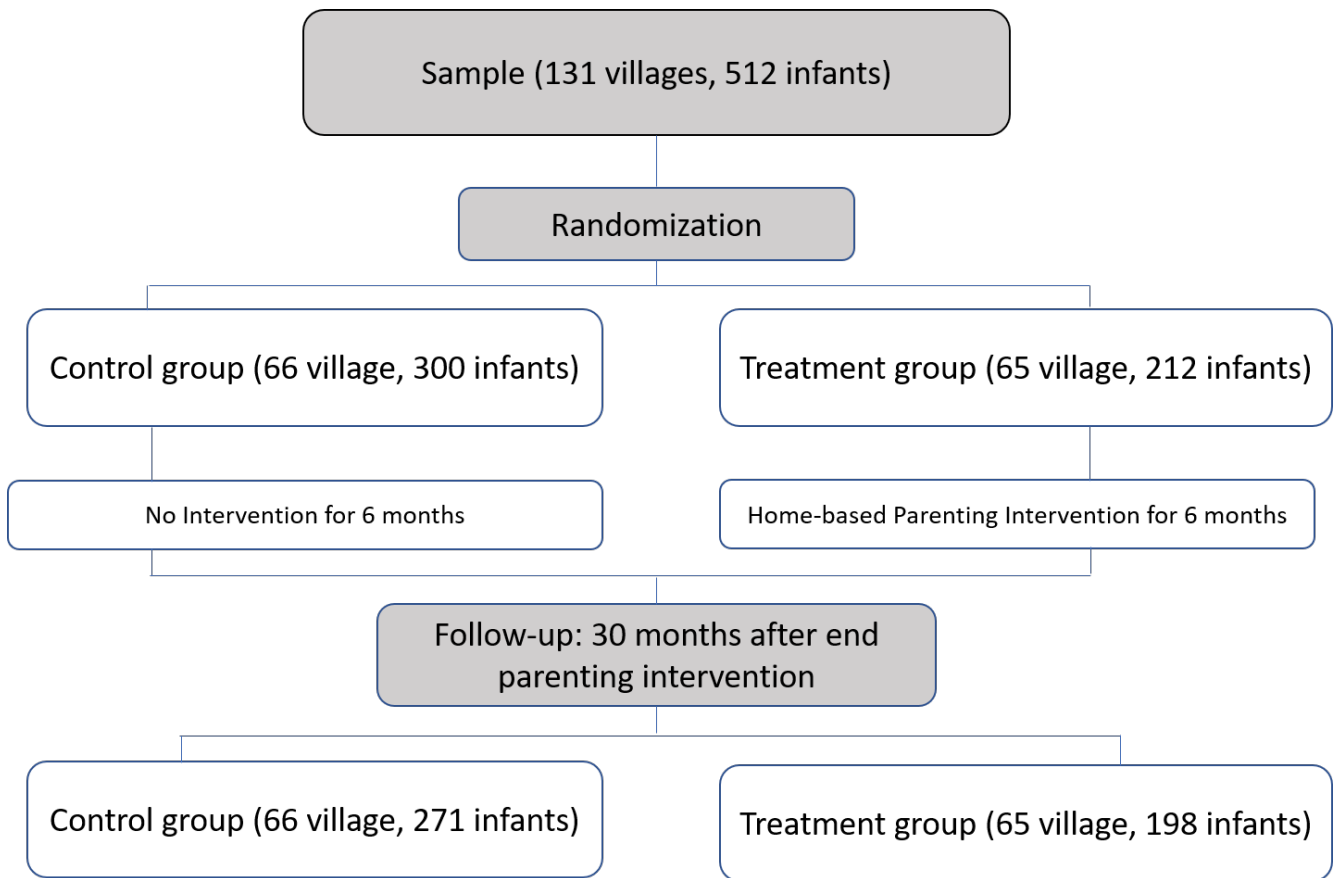 Sample (131 villages, 512 infants)
Randomization
Control group (66 village, 300 infants)
Treatment group (65 village, 212 infants)
No Intervention for 6 months
Home-based Parenting Intervention for 6 months
Follow-up: 30 months after end
parenting intervention
Control group (66 village, 271 infants)
Treatment group (65 village, 198 infants)